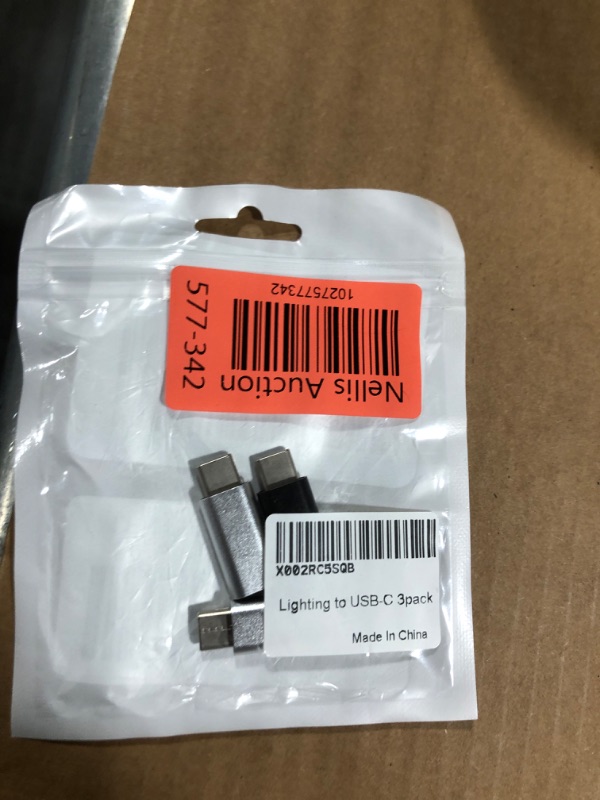 Nellis Auction
1027577342
577-342
X002RC5SQB
Lighting to USB-C 3pack
Made In China